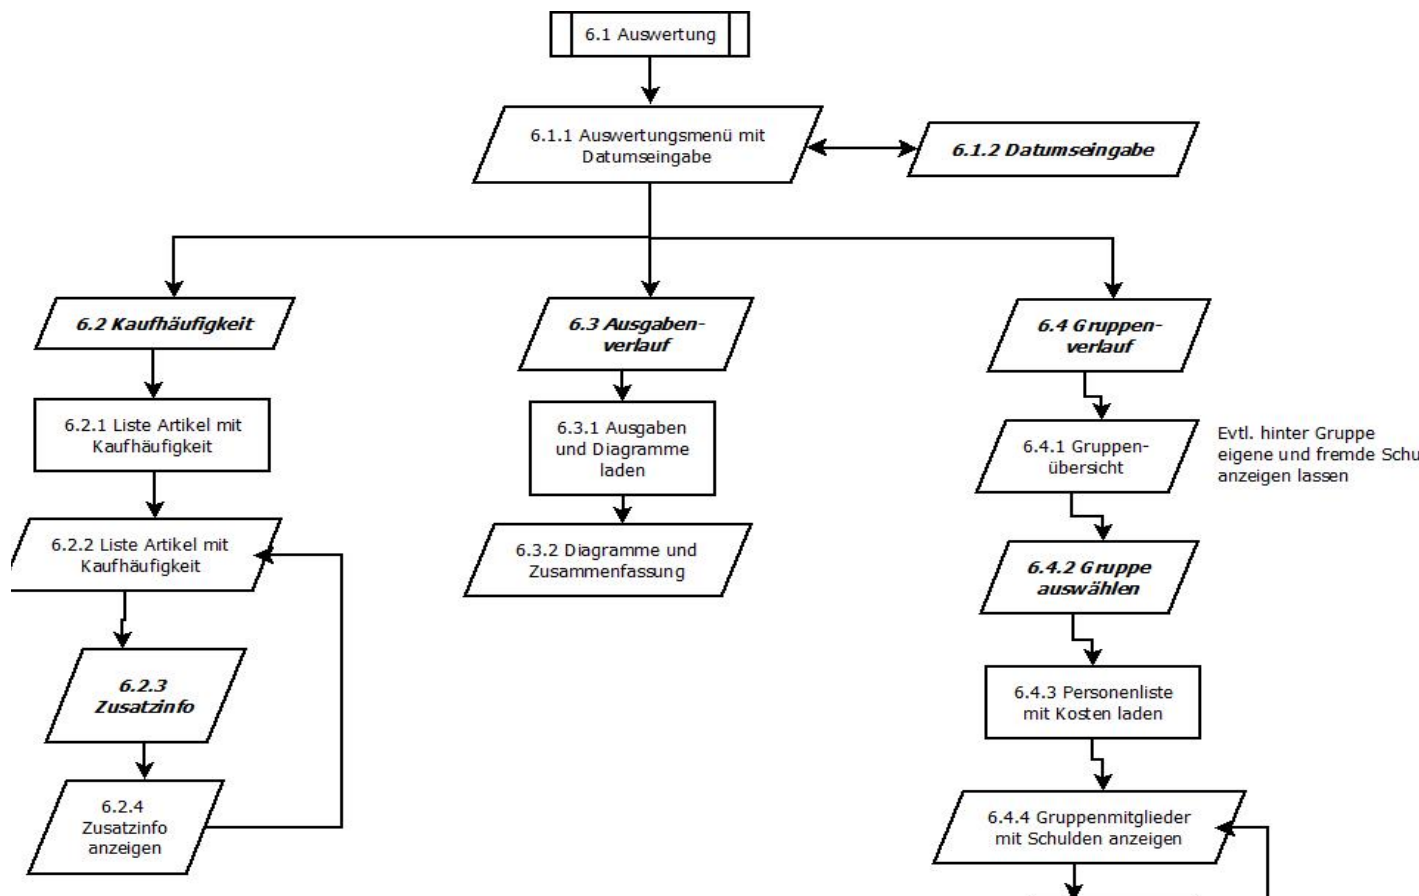 6.1 Auswertung
6.1.1 Auswertungsmenü mit
Datumseingabe
6.1.2 Datumseingabe
6.2 Kaufhäufigkeit
6.2.1 Liste Artikel mit
Kaufhäufigkeit
6.2.2 Liste Artikel mit
Kaufhäufigkeit
6.2.3
Zusatzinfo
6.2.4
Zusatzinfo
anzeigen
6.3 Ausgaben-
verlauf
6.3.1 Ausgaben
und Diagramme
laden
6.3.2 Diagramme und
Zusammenfassung
6.4 Gruppen-
verlauf
6.4.1 Gruppen-
übersicht
Evtl. hinter Gruppe
eigene und fremde Schu
anzeigen lassen
6.4.2 Gruppe
auswählen
6.4.3 Personenliste
mit Kosten laden
6.4.4 Gruppenmitglieder
mit Schulden anzeigen